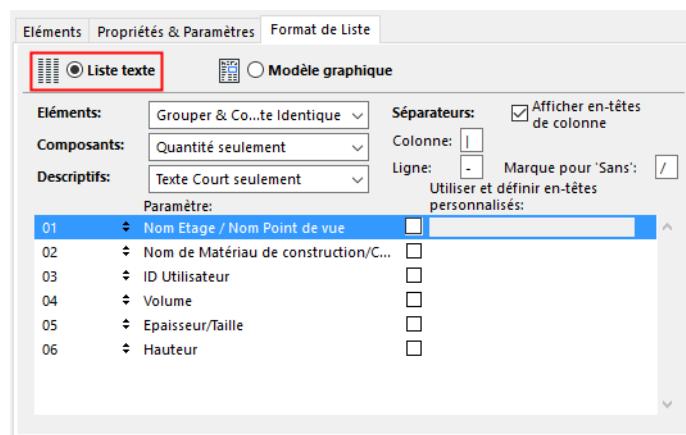 Eléments Propriétés & Paramètres Format de Liste
Liste texte Modèle graphique
Eléments: Grouper & Co...te Identique Séparateurs: Afficher en-têtes de colonne
Composants: Quantité seulement Colonne: |
Descriptifs: Texte Court seulement Ligne: - Marque pour 'Sans': /
Paramètre: Utiliser et définir en-têtes personnalisés:
01 Nom Etage / Nom Point de vue
02 Nom de Matériau de construction/C...
03 ID Utilisateur
04 Volume
05 Epaisseur/Taille
06 Hauteur